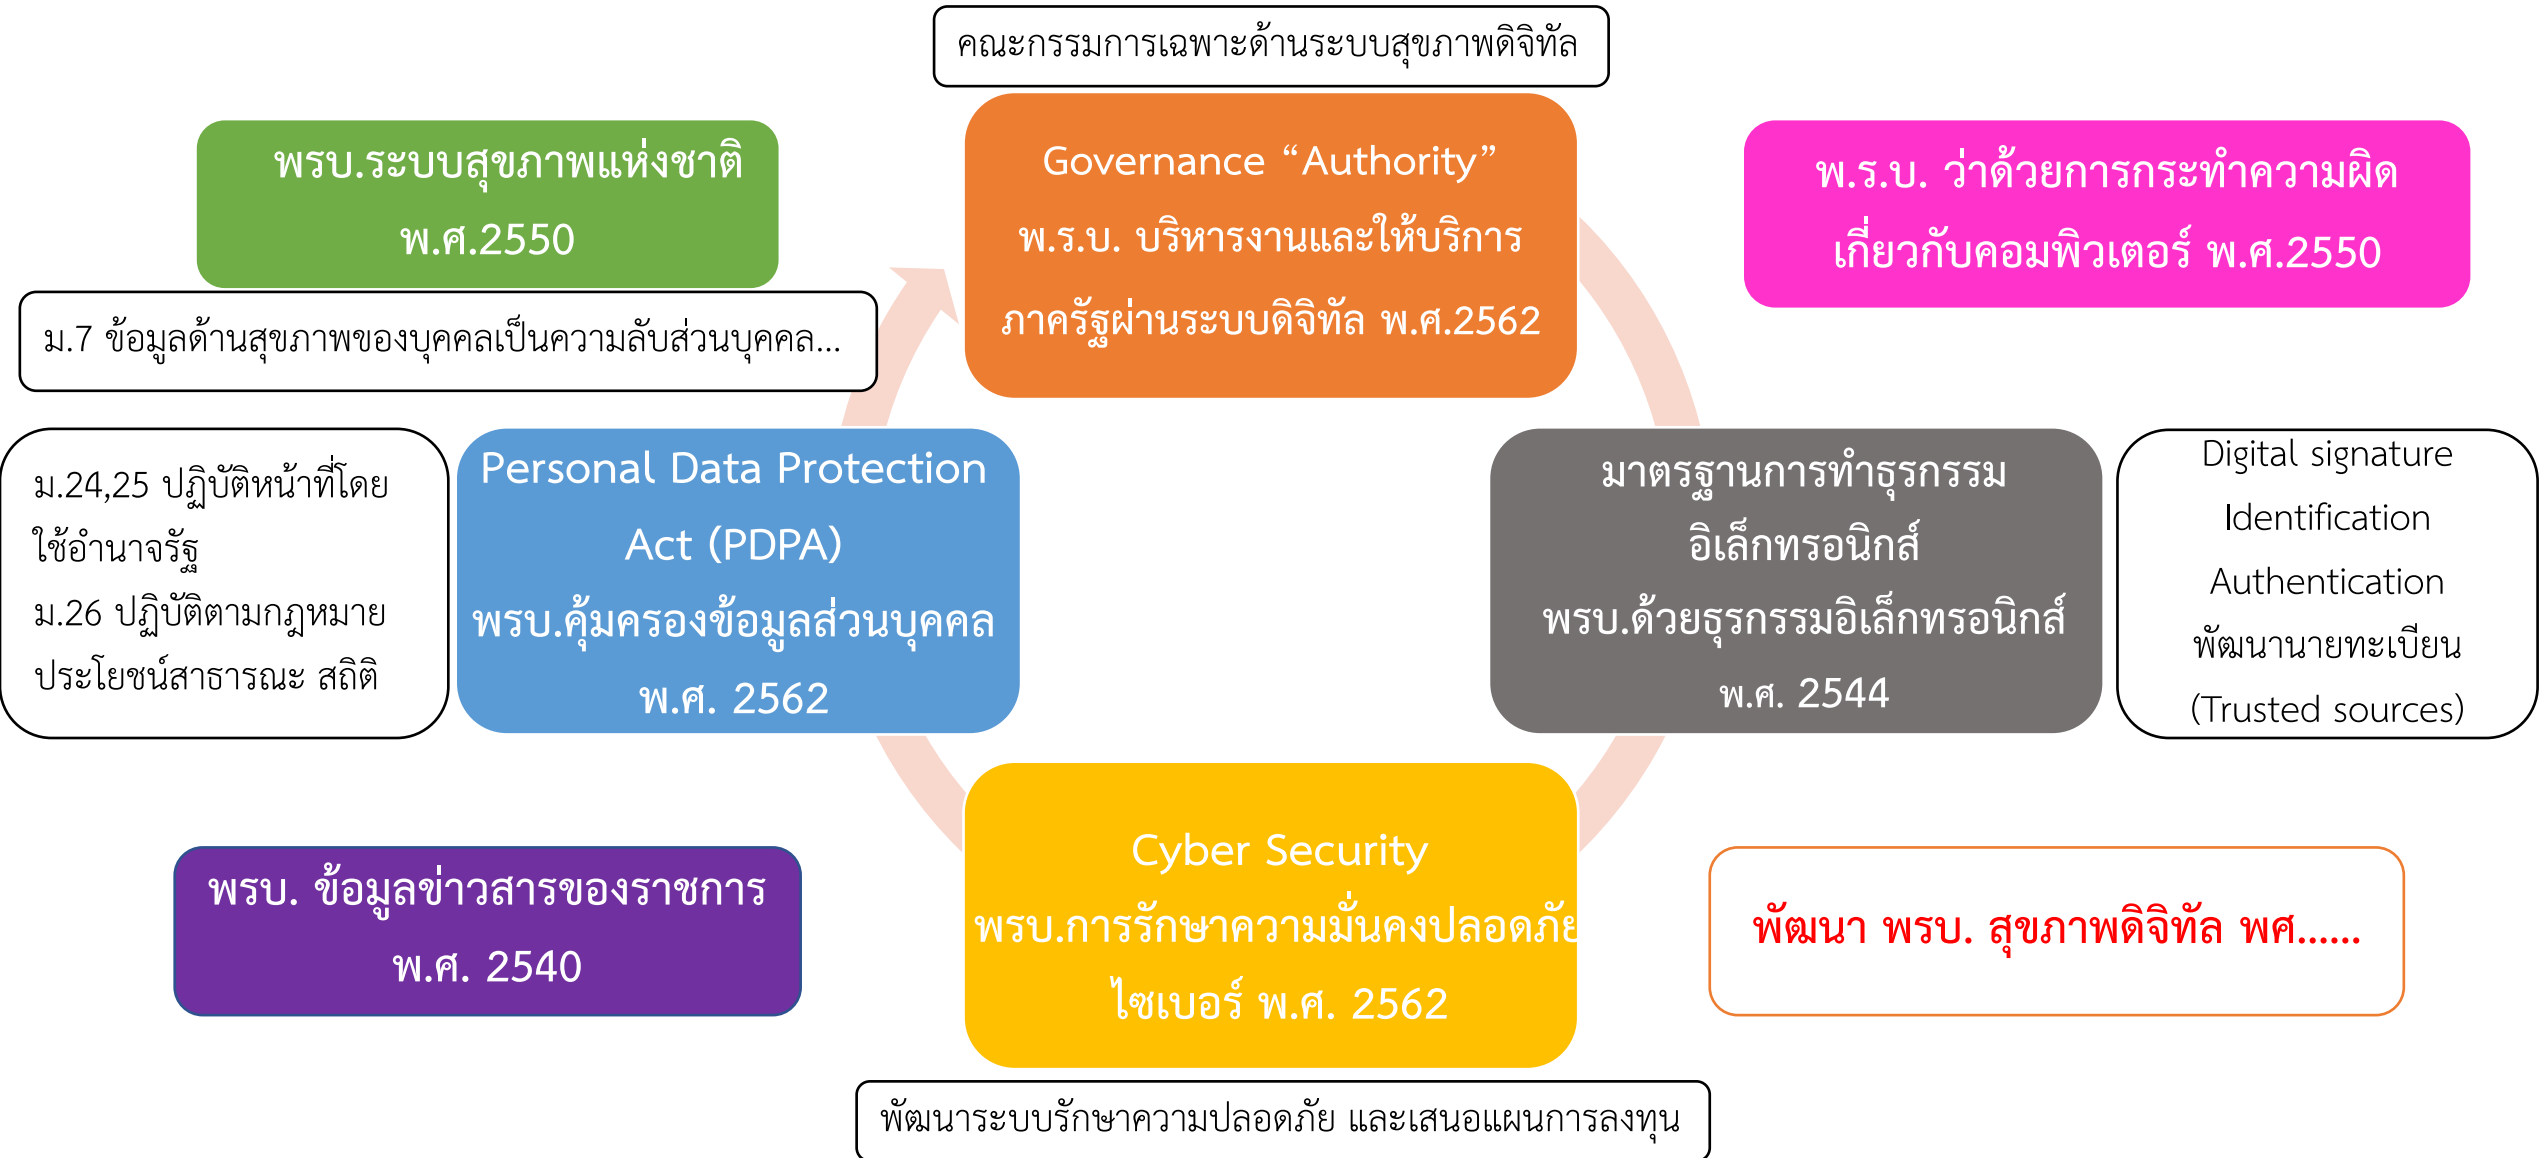 คณะกรรมการเฉพาะด้านระบบสุขภาพดิจิทัล
พรบ.ระบบสุขภาพแห่งชาติ
พ.ศ.2550
ม.7 ข้อมูลด้านสุขภาพของบุคคลเป็นความลับส่วนบุคคล...
Governance “Authority”
พ.ร.บ. บริหารงานและให้บริการ
ภาครัฐผ่านระบบดิจิทัล พ.ศ.2562
พ.ร.บ. ว่าด้วยการกระทำความผิด
เกี่ยวกับคอมพิวเตอร์ พ.ศ.2550
ม.24,25 ปฏิบัติหน้าที่โดย
ใช้อำนาจรัฐ
ม.26 ปฏิบัติตามกฎหมาย
ประโยชน์สาธารณะ สถิติ
Personal Data Protection
Act (PDPA)
พรบ.คุ้มครองข้อมูลส่วนบุคคล
พ.ศ. 2562
มาตรฐานการทำธุรกรรม
อิเล็กทรอนิกส์
พรบ.ด้วยธุรกรรมอิเล็กทรอนิกส์
พ.ศ. 2544
Digital signature
Identification
Authentication
พัฒนานายทะเบียน
(Trusted sources)
พรบ. ข้อมูลข่าวสารของราชการ
พ.ศ. 2540
Cyber Security
พรบ.การรักษาความมั่นคงปลอดภัย
ไซเบอร์ พ.ศ. 2562
พัฒนา พรบ. สุขภาพดิจิทัล พศ......
พัฒนาระบบรักษาความปลอดภัย และเสนอแผนการลงทุน